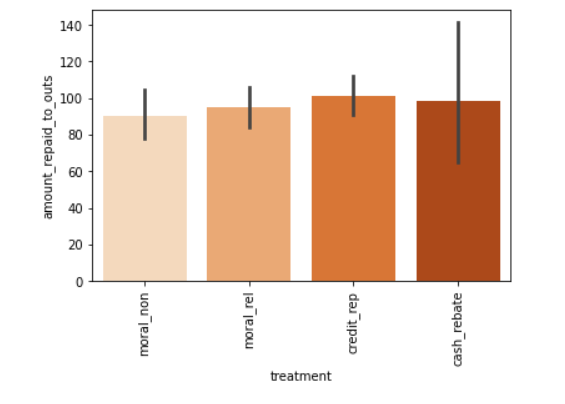 140
120
100
80
60
40
20
0
amount_repaid_to_outs
moral_non
moral_rel
credit_rep
cash_rebate
treatment